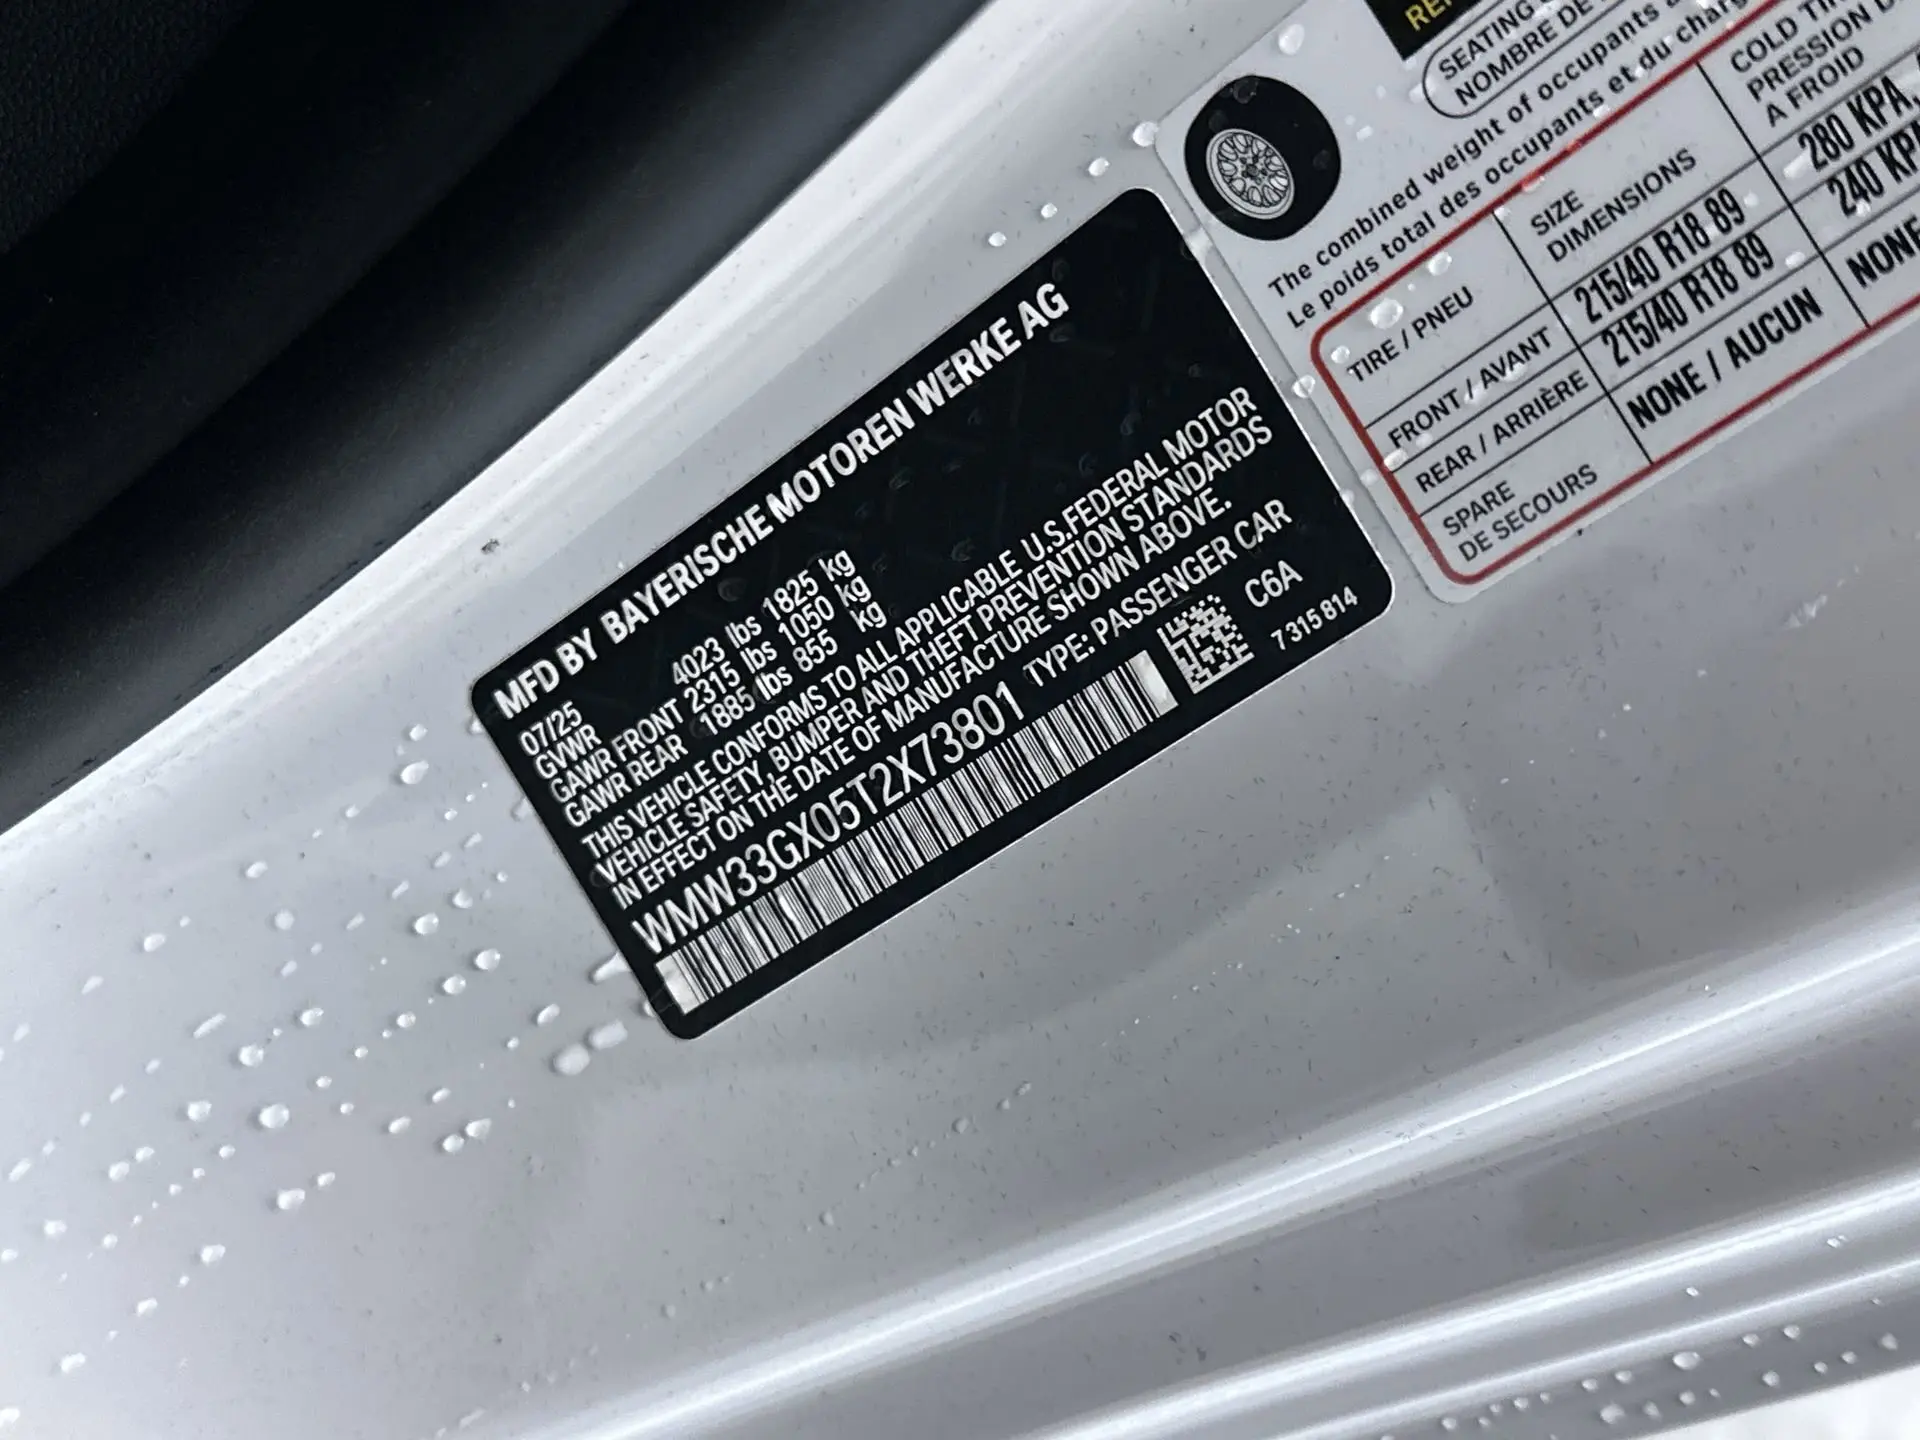 MFD BY BAYERISCHE MOTOREN WERKE AG
07/25
GVWR 4023 lbs 1825 kg
GAWR FRONT 2315 lbs 1050 kg
GAWR REAR 1885 lbs 855 kg
THIS VEHICLE CONFORMS TO ALL APPLICABLE U.S.FEDERAL MOTOR
VEHICLE SAFETY, BUMPER AND THEFT PREVENTION STANDARDS
IN EFFECT ON THE DATE OF MANUFACTURE SHOWN ABOVE.
WMW33GX05T2X73801 TYPE: PASSENGER CAR
C6A
7 315 814
SEATING
NOMBRE DE
The combined weight of occupants
Le poids total des occupants et du
TIRE / PNEU
SIZE
DIMENSIONS
COLD
PRESSION
A FROID
FRONT / AVANT 215/40 R18 89 280 KPA,
REAR / ARRIÈRE 215/40 R18 89 240 KPA
SPARE
DE SECOURS
NONE / AUCUN NONE